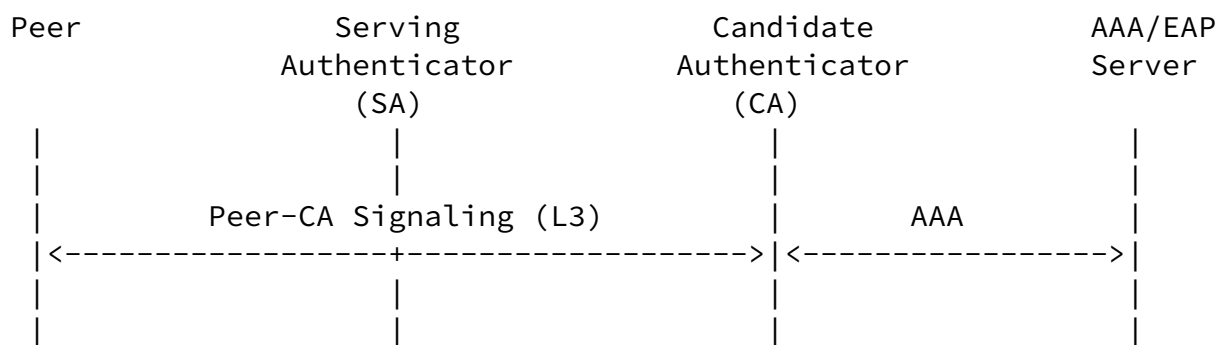 Peer                Serving            Candidate            AAA/EAP
                 Authenticator       Authenticator          Server
                     (SA)                (CA)
 |                    |                    |                   |
 |                    |                    |                   |
 |         Peer-CA Signaling (L3)          |       AAA         |
 |<-------------------+------------------->|<----------------->|
 |                    |                    |                   |
 |                    |                    |                   |